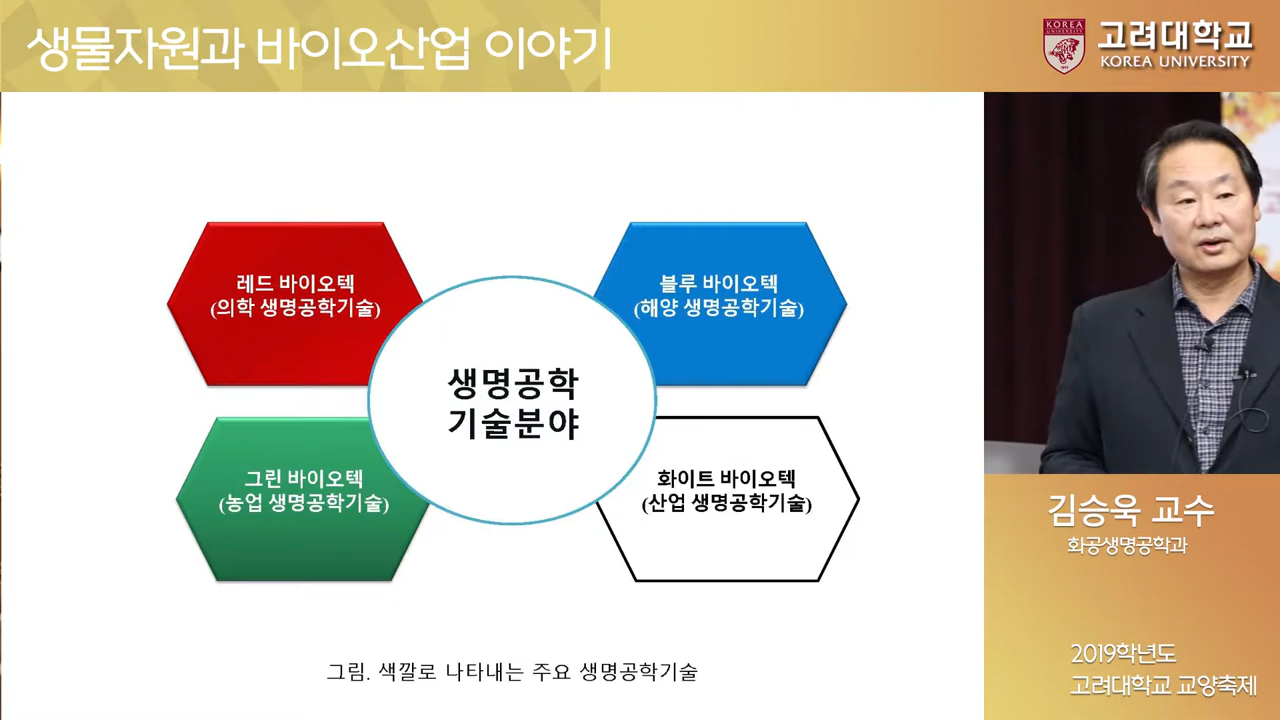 생물자원과 바이오산업 이야기
KOREA
UNIVERSITY
고려대학교
KOREA UNIVERSITY
레드 바이오텍
(의학 생명공학기술)
블루 바이오텍
(해양 생명공학기술)
생명공학
기술분야
그린 바이오텍
(농업 생명공학기술)
화이트 바이오텍
(산업 생명공학기술)
그림. 색깔로 나타내는 주요 생명공학기술
김승욱 교수
화공생명공학과
2019학년도
고려대학교 교양축제